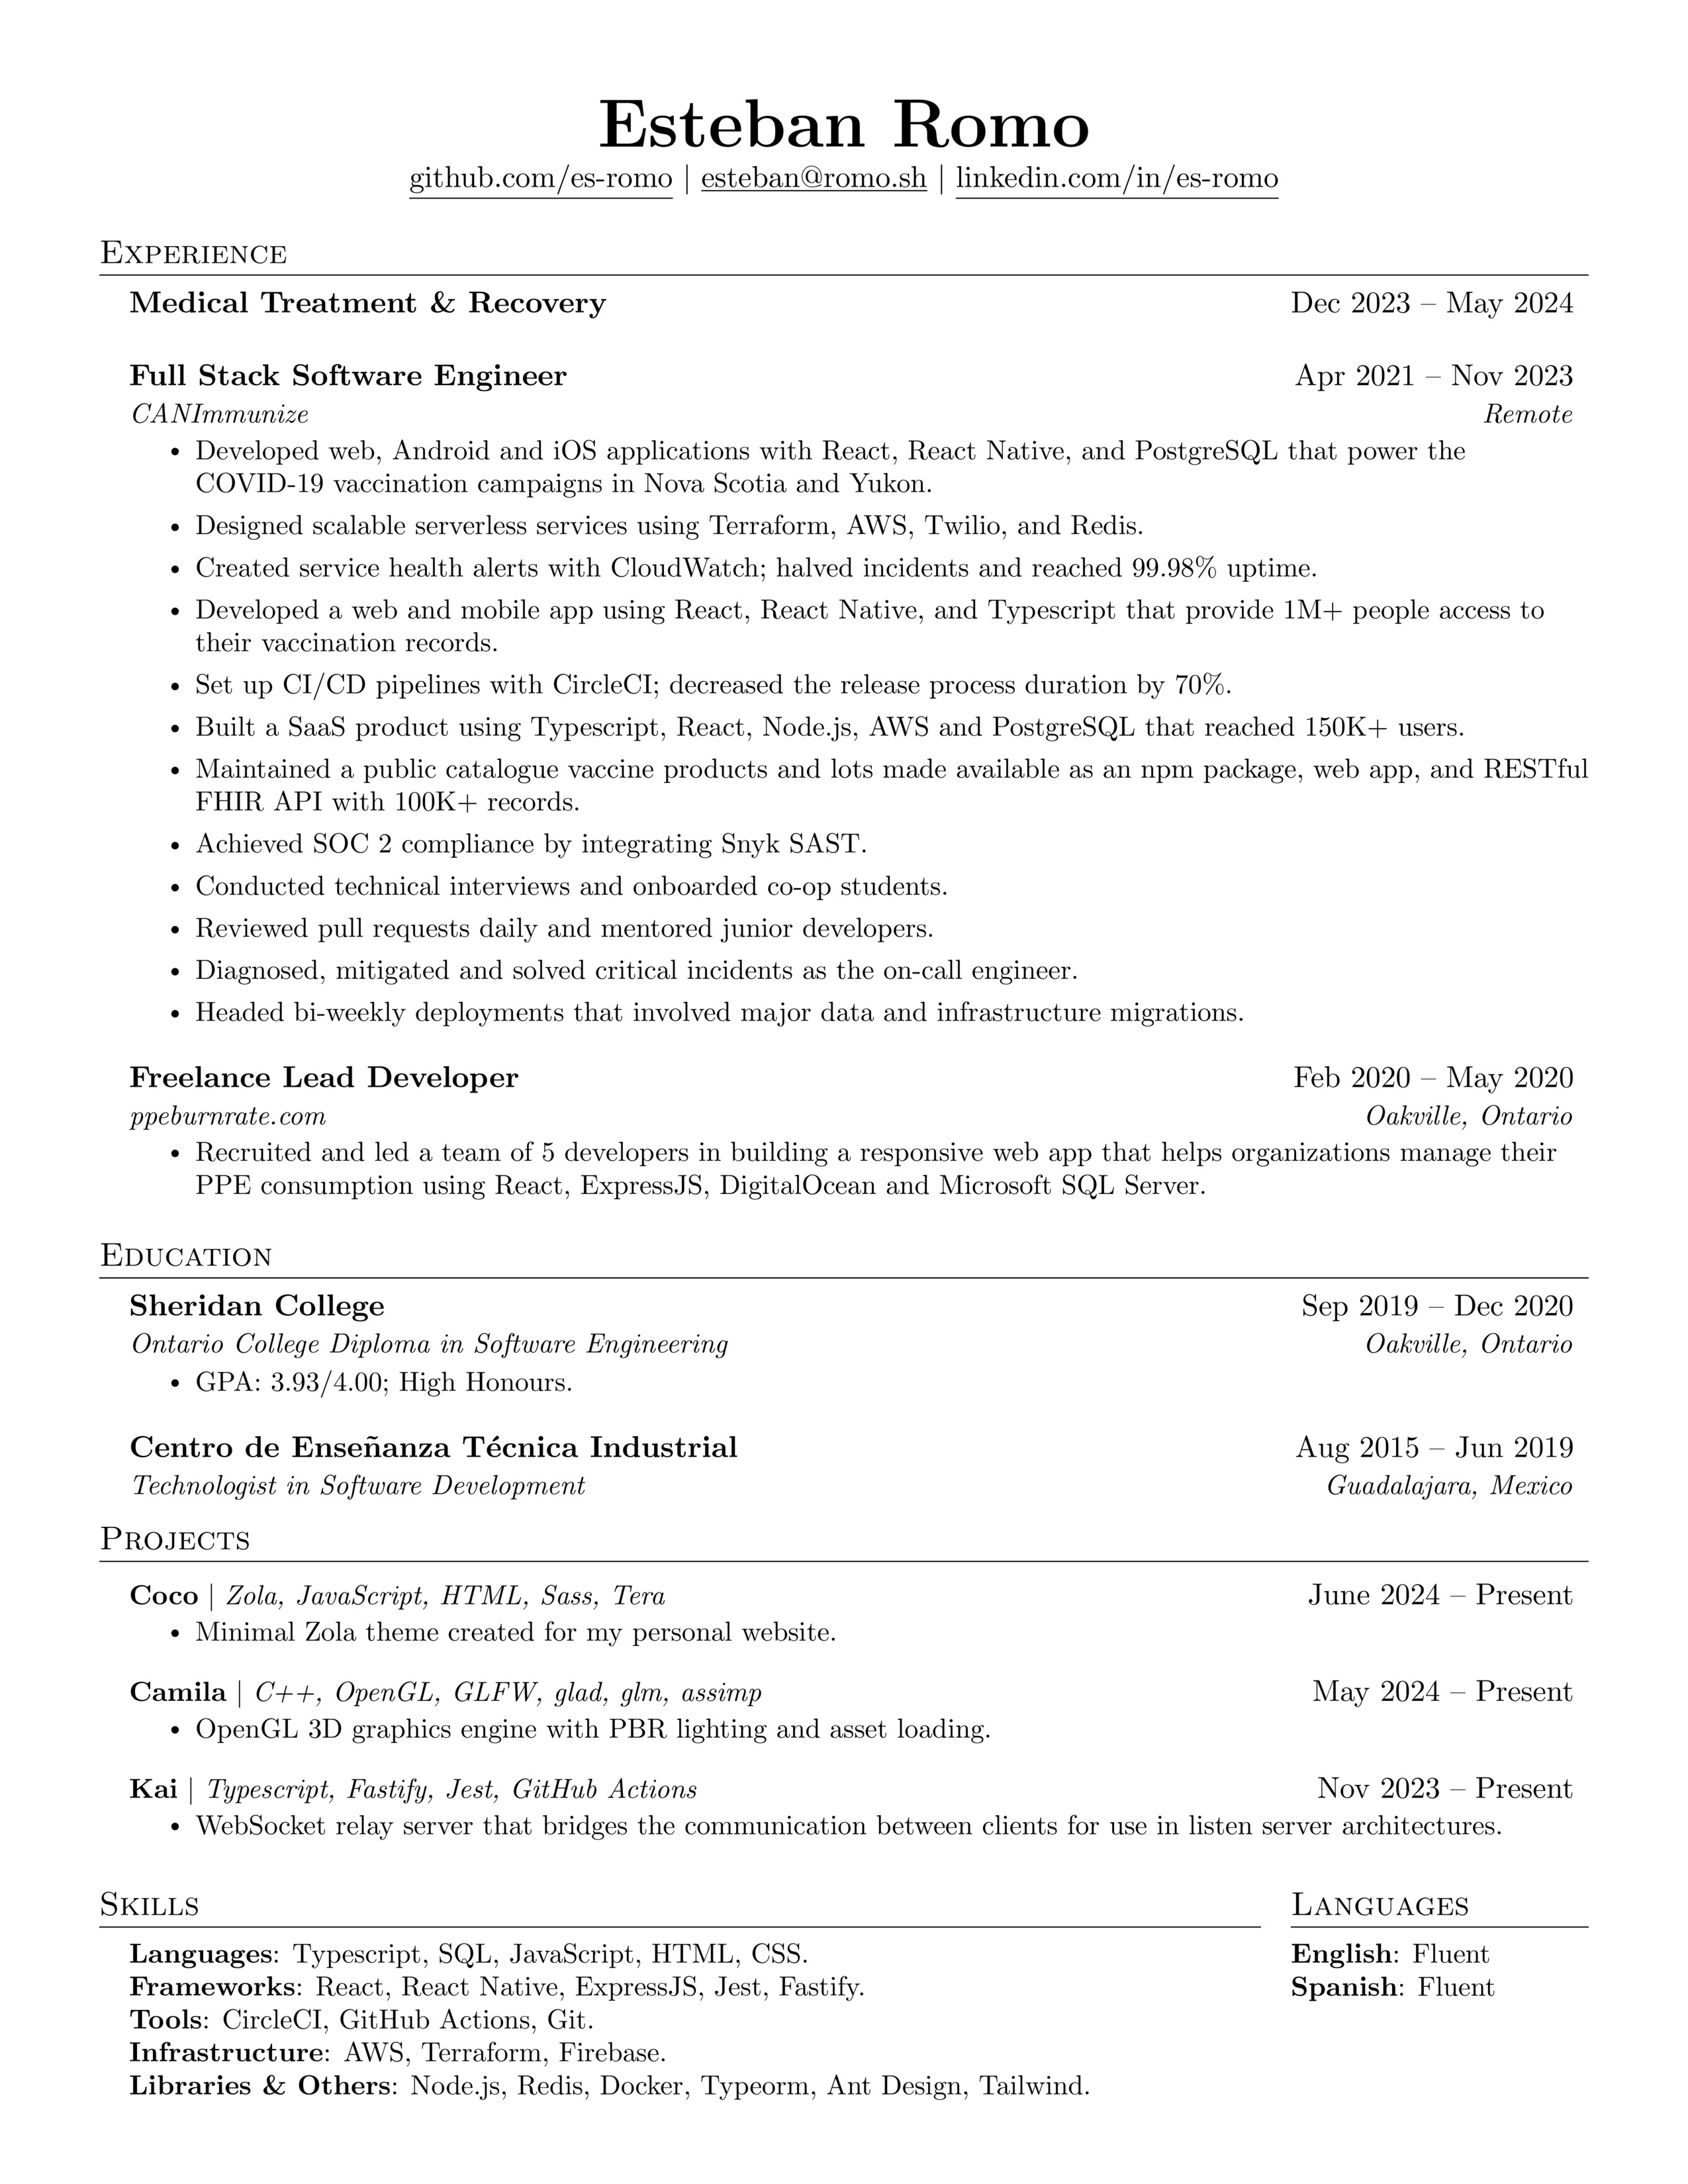 Esteban Romo
github.com/es-romo | esteban@romo.sh | linkedin.com/in/es-romo
Experience
Medical Treatment & Recovery Dec 2023 – May 2024
Full Stack Software Engineer Apr 2021 – Nov 2023
CANImmunize Remote
• Developed web, Android and iOS applications with React, React Native, and PostgreSQL that power the
COVID-19 vaccination campaigns in Nova Scotia and Yukon.
• Designed scalable serverless services using Terraform, AWS, Twilio, and Redis.
• Created service health alerts with CloudWatch; halved incidents and reached 99.98% uptime.
• Developed a web and mobile app using React, React Native, and Typescript that provide 1M+ people access to
their vaccination records.
• Set up CI/CD pipelines with CircleCI; decreased the release process duration by 70%.
• Built a SaaS product using Typescript, React, Node.js, AWS and PostgreSQL that reached 150K+ users.
• Maintained a public catalogue vaccine products and lots made available as an npm package, web app, and RESTful
FHIR API with 100K+ records.
• Achieved SOC 2 compliance by integrating Snyk SAST.
• Conducted technical interviews and onboarded co-op students.
• Reviewed pull requests daily and mentored junior developers.
• Diagnosed, mitigated and solved critical incidents as the on-call engineer.
• Headed bi-weekly deployments that involved major data and infrastructure migrations.
Freelance Lead Developer Feb 2020 – May 2020
ppeburnrate.com Oakville, Ontario
• Recruited and led a team of 5 developers in building a responsive web app that helps organizations manage their
PPE consumption using React, ExpressJS, DigitalOcean and Microsoft SQL Server.
Education
Sheridan College Sep 2019 – Dec 2020
Ontario College Diploma in Software Engineering Oakville, Ontario
• GPA: 3.93/4.00; High Honours.
Centro de Enseñanza Técnica Industrial Aug 2015 – Jun 2019
Technologist in Software Development Guadalajara, Mexico
Projects
Coco | Zola, JavaScript, HTML, Sass, Tera June 2024 – Present
• Minimal Zola theme created for my personal website.
Camila | C++, OpenGL, GLFW, glad, glm, assimp May 2024 – Present
• OpenGL 3D graphics engine with PBR lighting and asset loading.
Kai | Typescript, Fastify, Jest, GitHub Actions Nov 2023 – Present
• WebSocket relay server that bridges the communication between clients for use in listen server architectures.
Skills
Languages: Typescript, SQL, JavaScript, HTML, CSS.
Frameworks: React, React Native, ExpressJS, Jest, Fastify.
Tools: CircleCI, GitHub Actions, Git.
Infrastructure: AWS, Terraform, Firebase.
Libraries & Others: Node.js, Redis, Docker, Typeorm, Ant Design, Tailwind.
Languages
English: Fluent
Spanish: Fluent